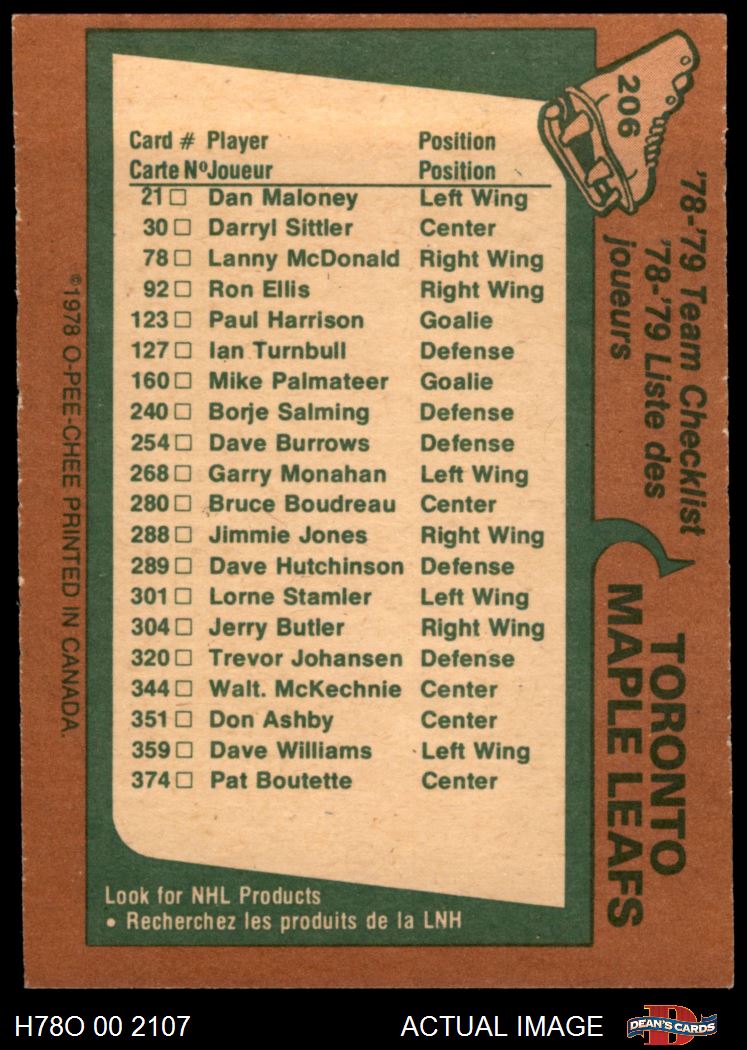 206
'78-'79 Team Checklist
'78-'79 Liste des
joueurs
TORONTO
MAPLE LEAFS
Card # Player Position
Carte Nº Joueur Position
21 □ Dan Maloney Left Wing
30 □ Darryl Sittler Center
78 □ Lanny McDonald Right Wing
92 □ Ron Ellis Right Wing
123 □ Paul Harrison Goalie
127 □ Ian Turnbull Defense
160 □ Mike Palmateer Goalie
240 □ Borje Salming Defense
254 □ Dave Burrows Defense
268 □ Garry Monahan Left Wing
280 □ Bruce Boudreau Center
288 □ Jimmie Jones Right Wing
289 □ Dave Hutchinson Defense
301 □ Lorne Stamler Left Wing
304 □ Jerry Butler Right Wing
320 □ Trevor Johansen Defense
344 □ Walt. McKechnie Center
351 □ Don Ashby Center
359 □ Dave Williams Left Wing
374 □ Pat Boutette Center
Look for NHL Products
• Recherchez les produits de la LNH
©1978 O-PEE-CHEE PRINTED IN CANADA.
H78O 00 2107 ACTUAL IMAGE
D
DEAN'S CARDS